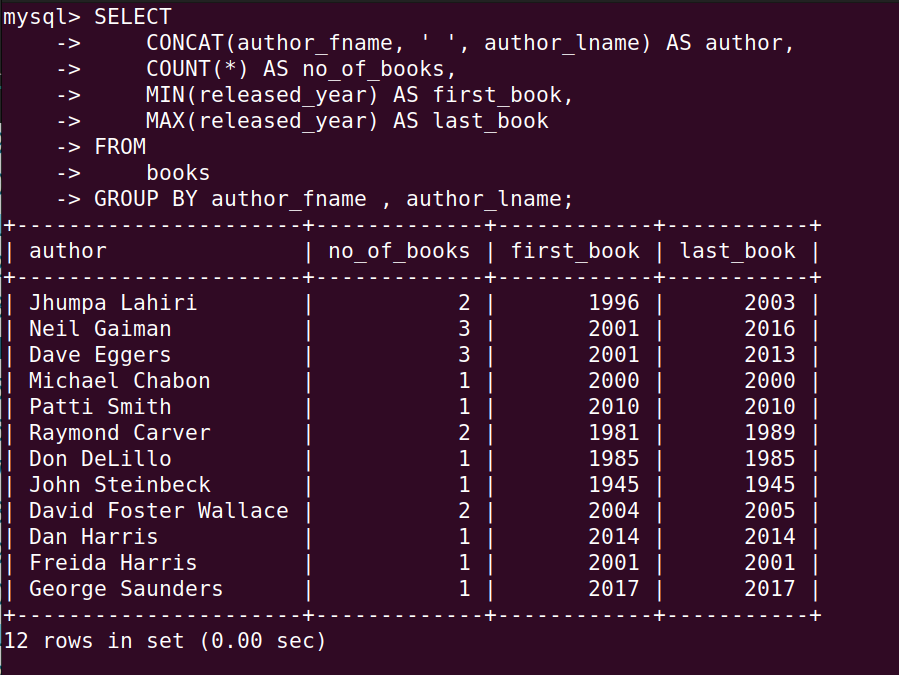 mysql> SELECT
    ->     CONCAT(author_fname, ' ', author_lname) AS author,
    ->     COUNT(*) AS no_of_books,
    ->     MIN(released_year) AS first_book,
    ->     MAX(released_year) AS last_book
    -> FROM
    ->     books
    -> GROUP BY author_fname , author_lname;
+----------------------+-------------+------------+-----------+
| author               | no_of_books | first_book | last_book |
+----------------------+-------------+------------+-----------+
| Jhumpa Lahiri        |           2 |       1996 |      2003 |
| Neil Gaiman          |           3 |       2001 |      2016 |
| Dave Eggers          |           3 |       2001 |      2013 |
| Michael Chabon       |           1 |       2000 |      2000 |
| Patti Smith          |           1 |       2010 |      2010 |
| Raymond Carver       |           2 |       1981 |      1989 |
| Don DeLillo          |           1 |       1985 |      1985 |
| John Steinbeck       |           1 |       1945 |      1945 |
| David Foster Wallace |           2 |       2004 |      2005 |
| Dan Harris           |           1 |       2014 |      2014 |
| Freida Harris        |           1 |       2001 |      2001 |
| George Saunders      |           1 |       2017 |      2017 |
+----------------------+-------------+------------+-----------+
12 rows in set (0.00 sec)